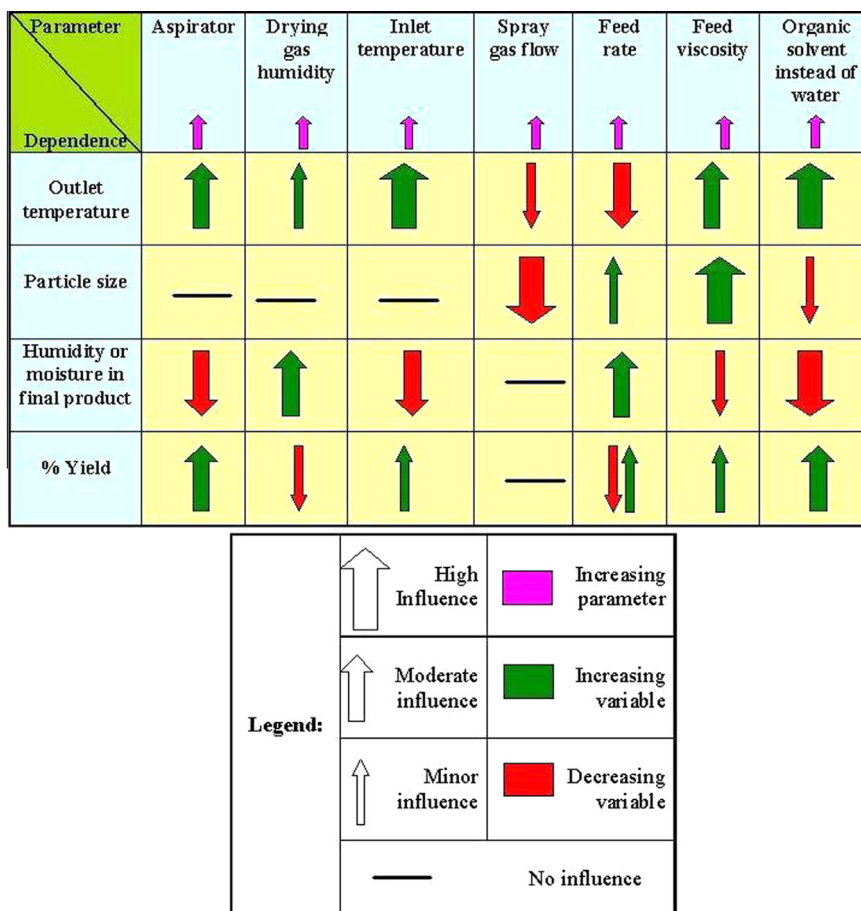 Parameter
Dependence
Aspirator
Drying
gas
humidity
Inlet
temperature
Spray
gas flow
Feed
rate
Feed
viscosity
Organic
solvent
instead of
water
Outlet
temperature
Particle size
Humidity or
moisture in
final product
% Yield
Legend:
High
Influence
Increasing
parameter
Moderate
influence
Increasing
variable
Minor
influence
Decreasing
variable
No influence